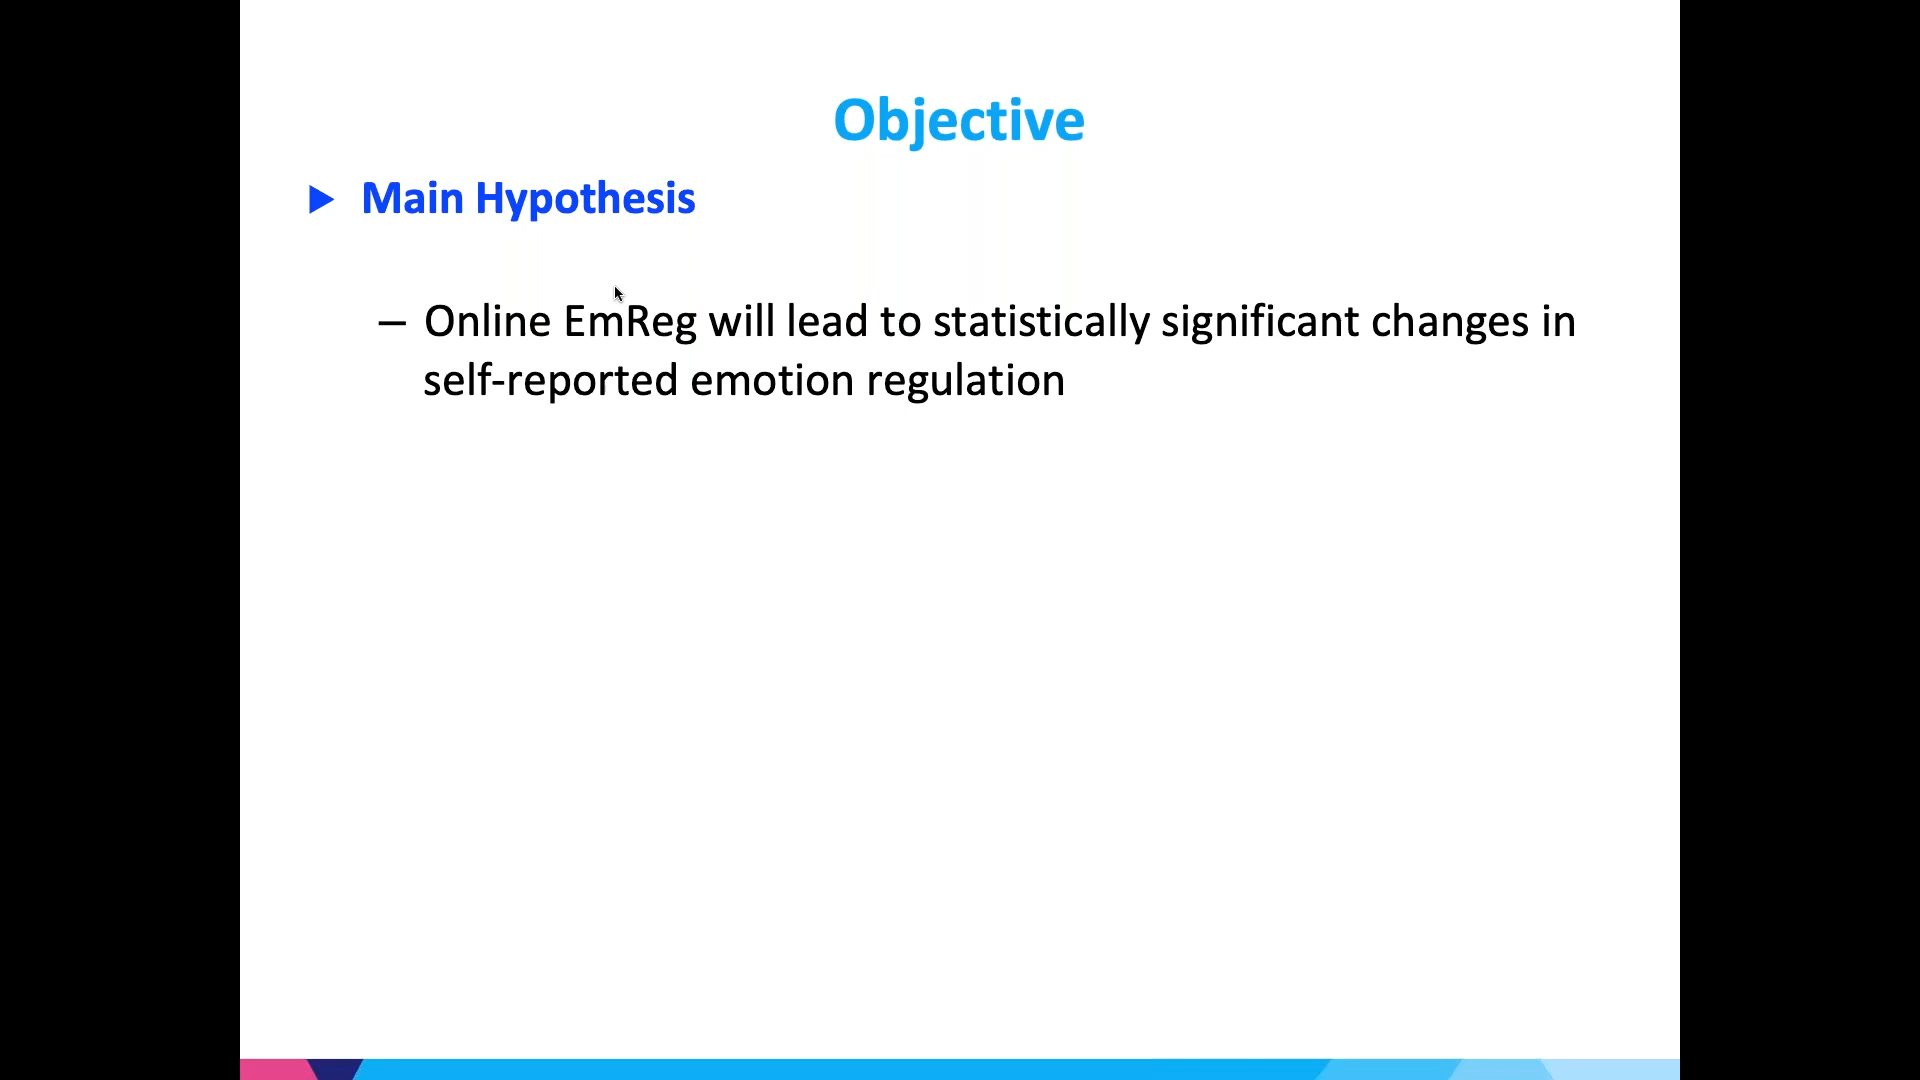 Objective
Main Hypothesis
– Online EmReg will lead to statistically significant changes in
self-reported emotion regulation